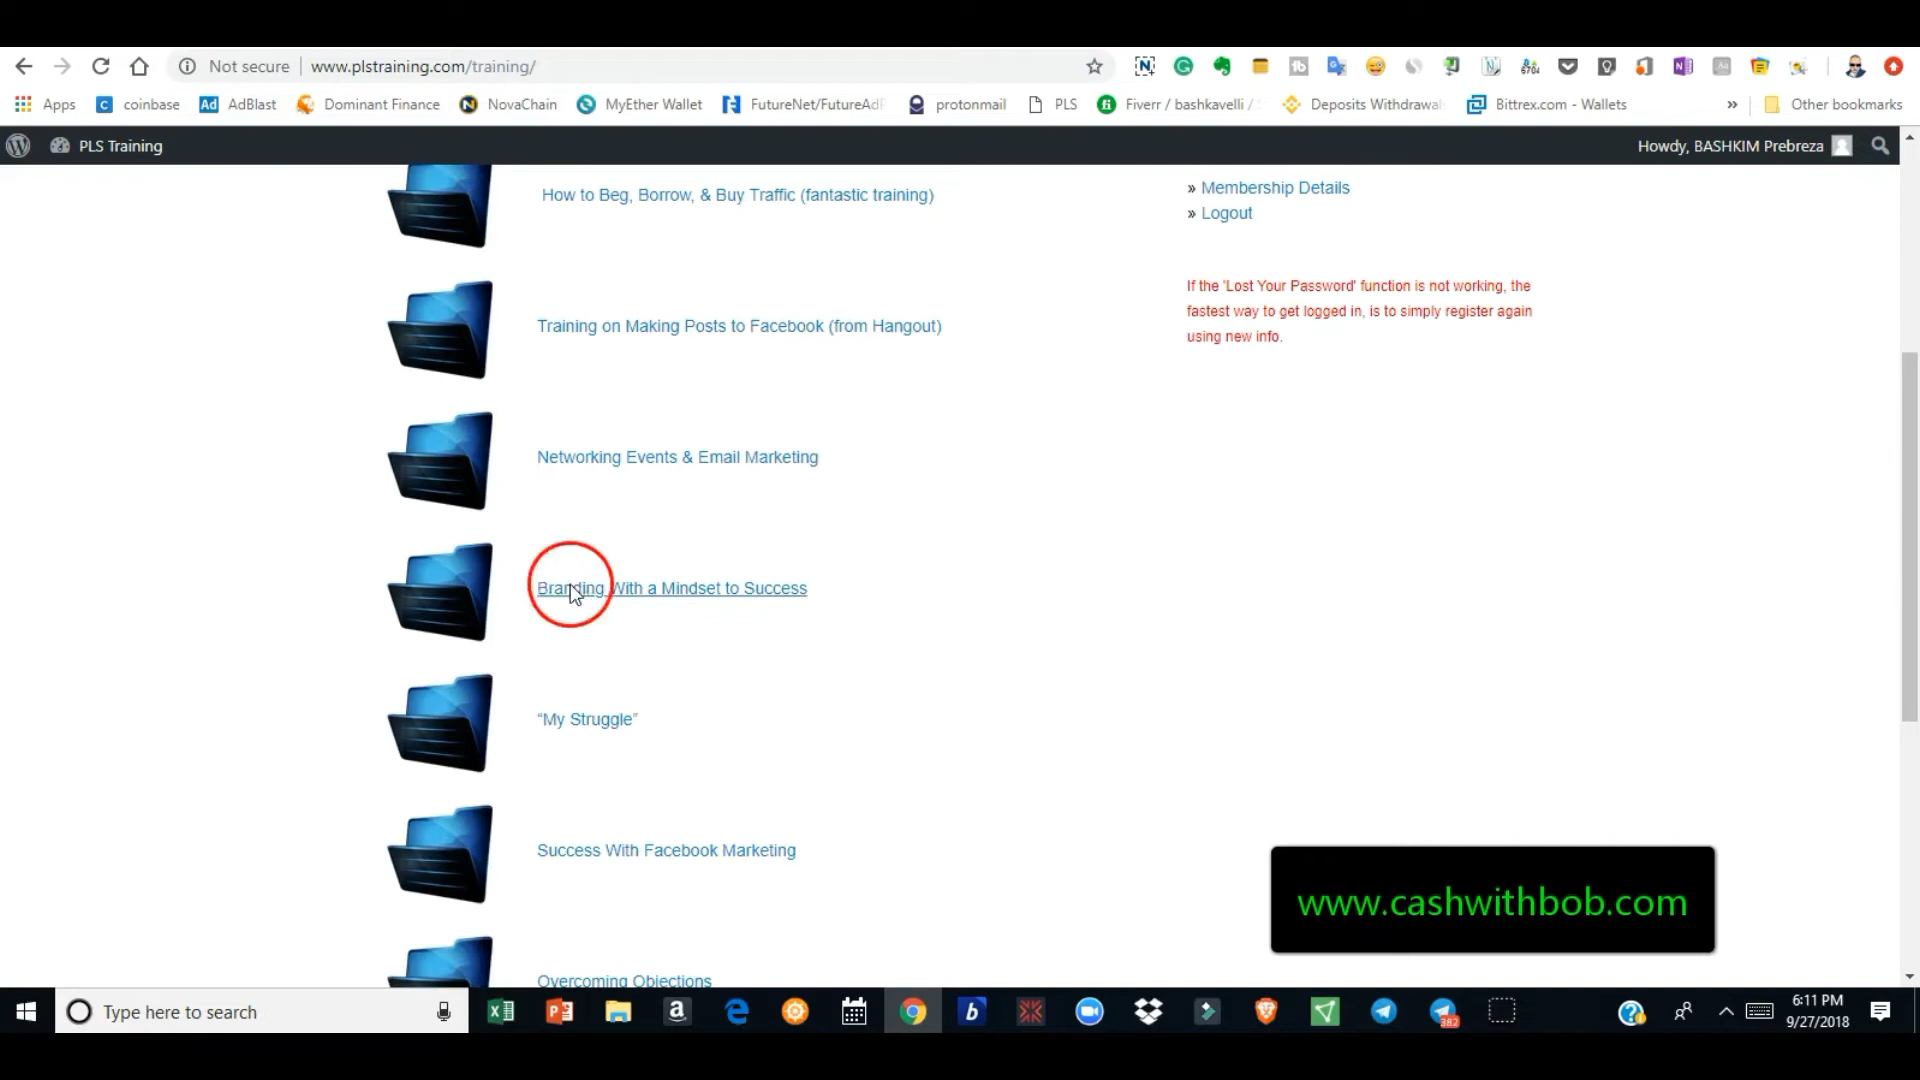 Not secure | www.plstraining.com/training/
Apps coinbase AdBlast Dominant Finance NovaChain MyEther Wallet FutureNet/FutureAdP protonmail PLS Fiverr / bashkavelli / Deposits Withdrawal Bittrex.com - Wallets » Other bookmarks
PLS Training Howdy, BASHKIM Prebreza
How to Beg, Borrow, & Buy Traffic (fantastic training)
» Membership Details
» Logout
If the 'Lost Your Password' function is not working, the
fastest way to get logged in, is to simply register again
using new info.
Training on Making Posts to Facebook (from Hangout)
Networking Events & Email Marketing
Branding With a Mindset to Success
“My Struggle”
Success With Facebook Marketing
www.cashwithbob.com
Overcoming Objections
Type here to search
382
6:11 PM
9/27/2018